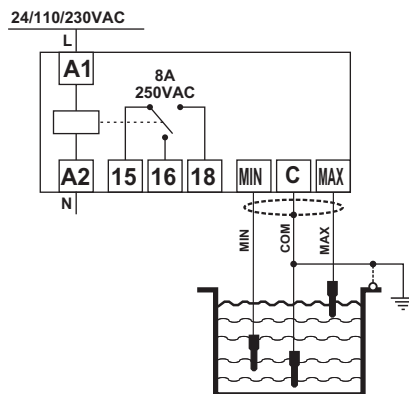 24/110/230VAC
L
A1
8A
250VAC
A2
15
16
18
MIN
C
MAX
N
MIN
COM
MAX